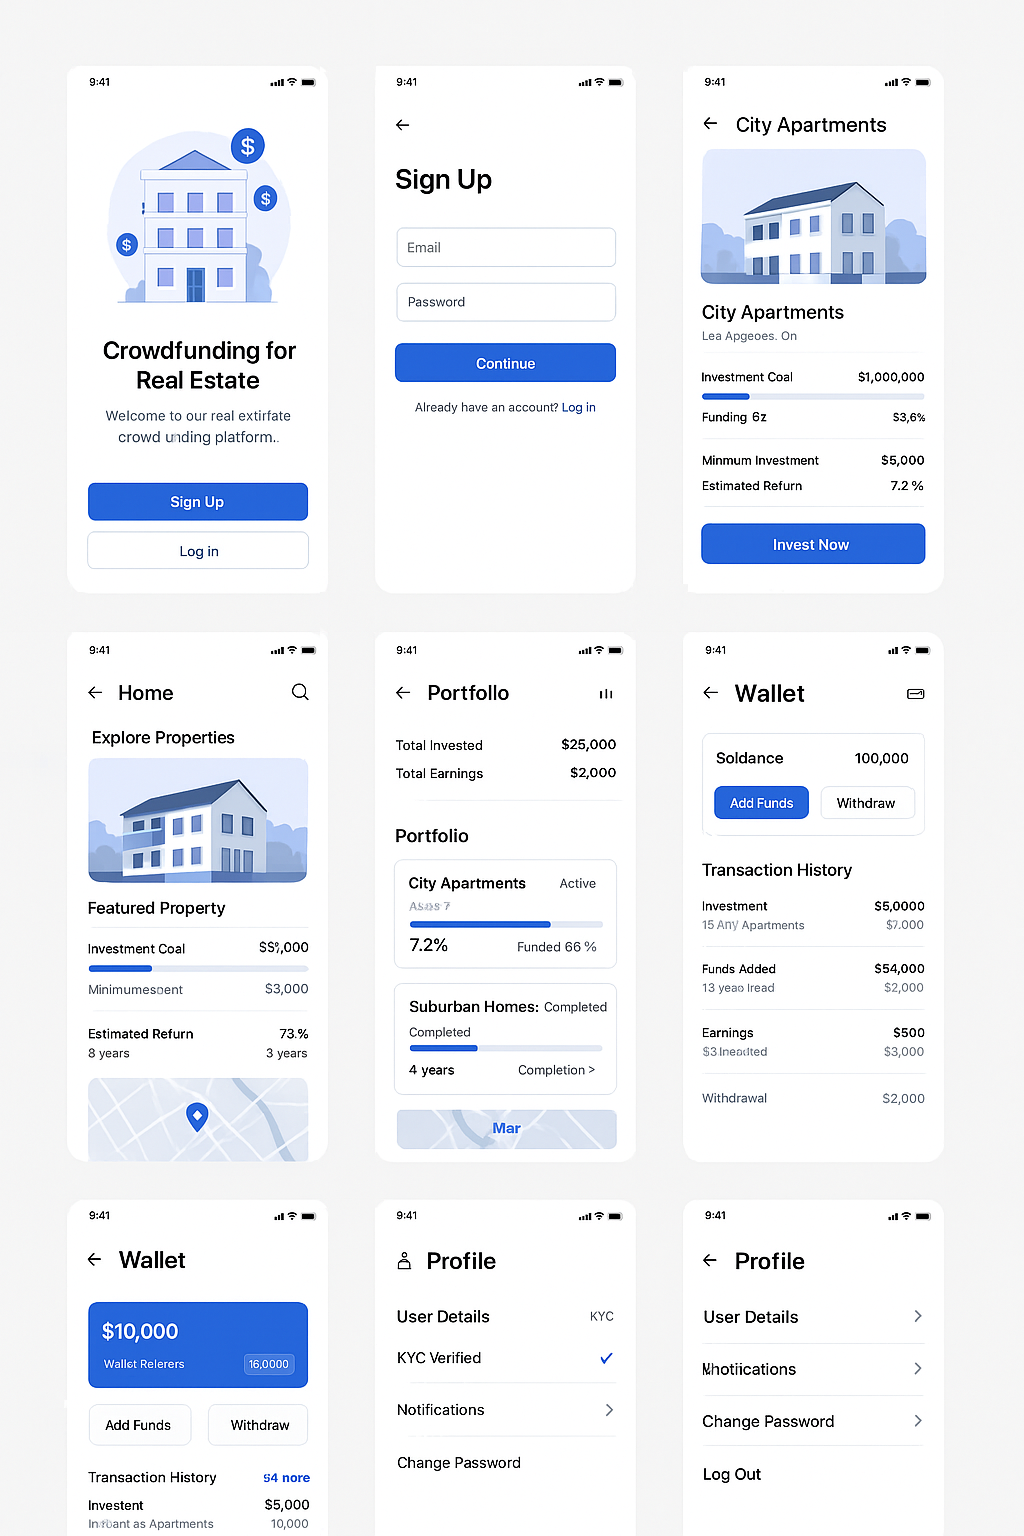 9:41
$
$
$
Crowdfunding for
Real Estate
Welcome to our real extirfate
crowd unding platform..
Sign Up
Log in
9:41
Sign Up
Email
Password
Continue
Already have an account? Log in
9:41
City Apartments
City Apartments
Lea Apgeoes. On
Investment Coal $1,000,000
Funding 6z $3,6%
Minmum Investment $5,000
Estimated Refurn 7.2 %
Invest Now
9:41
Home
Explore Properties
Featured Property
Investment Coal
$3,000
Estimated Refurn 73.%
8 years 3 years
9:41
Portfollo
Total Invested $25,000
Total Earnings $2,000
Portfolio
City Apartments Active
7.2% Funded 66 %
Suburban Homes: Completed
Completed
4 years Completion >
Mar
9:41
Wallet
Soldance 100,000
Add Funds Withdraw
Transaction History
Investment $5,0000
15 Any Apartments $7.000
Funds Added $54,000
13 yeao Iread $2,000
Earnings $500
$3,000
Withdrawal $2,000
9:41
Wallet
$10,000
Wallet Relerers 16,0000
Add Funds Withdraw
Transaction History $4 nore
Investent $5,000
as Apartments 10,000
9:41
Profile
User Details KYC
KYC Verified
Notifications
Change Password
9:41
Profile
User Details
Change Password
Log Out